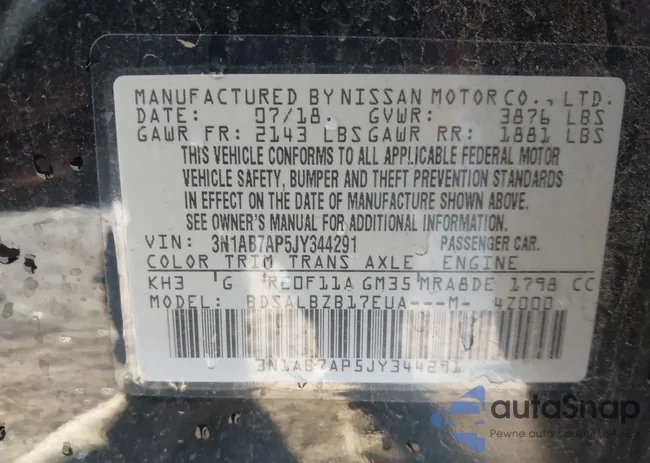 MANUFACTURED BY NISSAN MOTOR CO., LTD.
DATE: 07/18 GVWR: 3876 LBS
GAWR FR: 2143 LBS GAWR RR: 1881 LBS
THIS VEHICLE CONFORMS TO ALL APPLICABLE FEDERAL MOTOR
VEHICLE SAFETY, BUMPER AND THEFT PREVENTION STANDARDS
IN EFFECT ON THE DATE OF MANUFACTURE SHOWN ABOVE.
SEE OWNER'S MANUAL FOR ADDITIONAL INFORMATION.
VIN: 3N1AB7AP5JY344291 PASSENGER CAR.
COLOR TRIM TRANS AXLE ENGINE
KH3 G RE0F11A GM35 MRA8DE 1798 CC
MODEL: BDSALBZB17EUA---M- 4Z000
3N1AB7AP5JY344291
autoSnap
Pewne auto